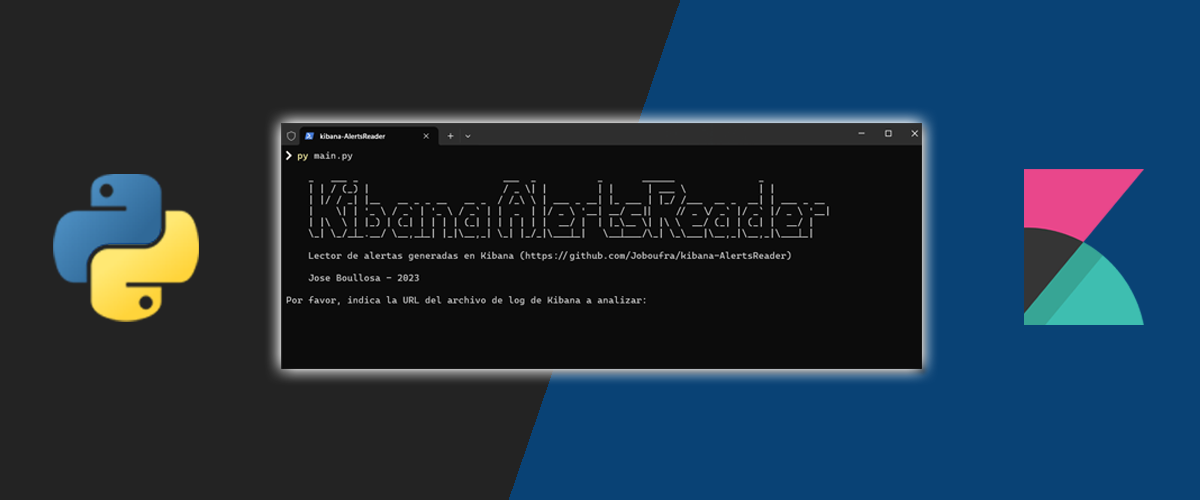 kibana-AlertsReader
py main.py
KibanaAlertsReader
Lector de alertas generadas en Kibana (https://github.com/Joboufra/kibana-AlertsReader)
Jose Boullosa - 2023
Por favor, indica la URL del archivo de log de Kibana a analizar: